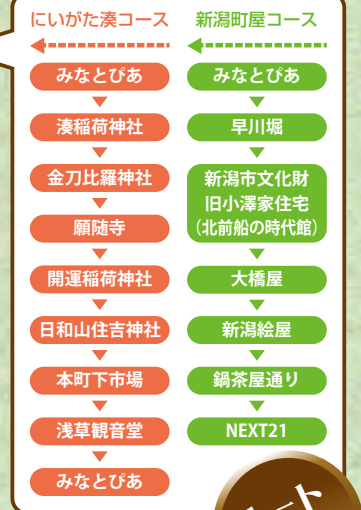 にいがた湊コース
みなとぴあ
湊稲荷神社
金刀比羅神社
願随寺
開運稲荷神社
日和山住吉神社
本町下市場
浅草観音堂
みなとぴあ
新潟町屋コース
みなとぴあ
早川堀
新潟市文化財
旧小澤家住宅
（北前船の時代館）
大橋屋
新潟絵屋
鍋茶屋通り
NEXT21